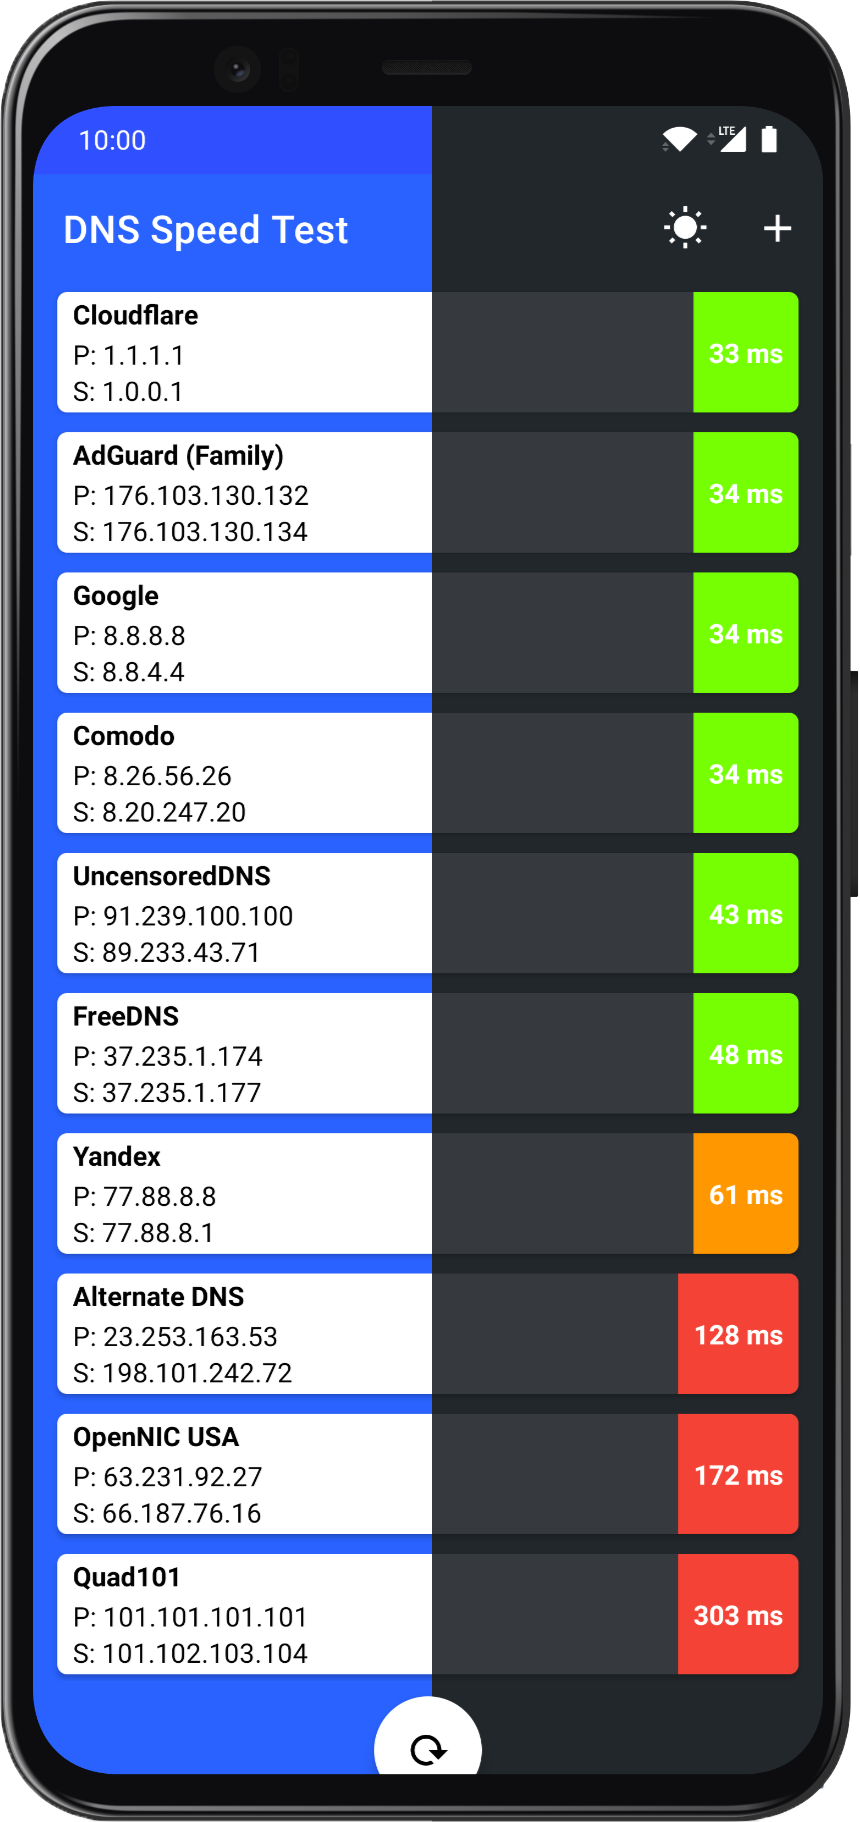 10:00
LTE
DNS Speed Test
Cloudflare
P: 1.1.1.1
S: 1.0.0.1
33 ms
AdGuard (Family)
P: 176.103.130.132
S: 176.103.130.134
34 ms
Google
P: 8.8.8.8
S: 8.8.4.4
34 ms
Comodo
P: 8.26.56.26
S: 8.20.247.20
34 ms
UncensoredDNS
P: 91.239.100.100
S: 89.233.43.71
43 ms
FreeDNS
P: 37.235.1.174
S: 37.235.1.177
48 ms
Yandex
P: 77.88.8.8
S: 77.88.8.1
61 ms
Alternate DNS
P: 23.253.163.53
S: 198.101.242.72
128 ms
OpenNIC USA
P: 63.231.92.27
S: 66.187.76.16
172 ms
Quad101
P: 101.101.101.101
S: 101.102.103.104
303 ms